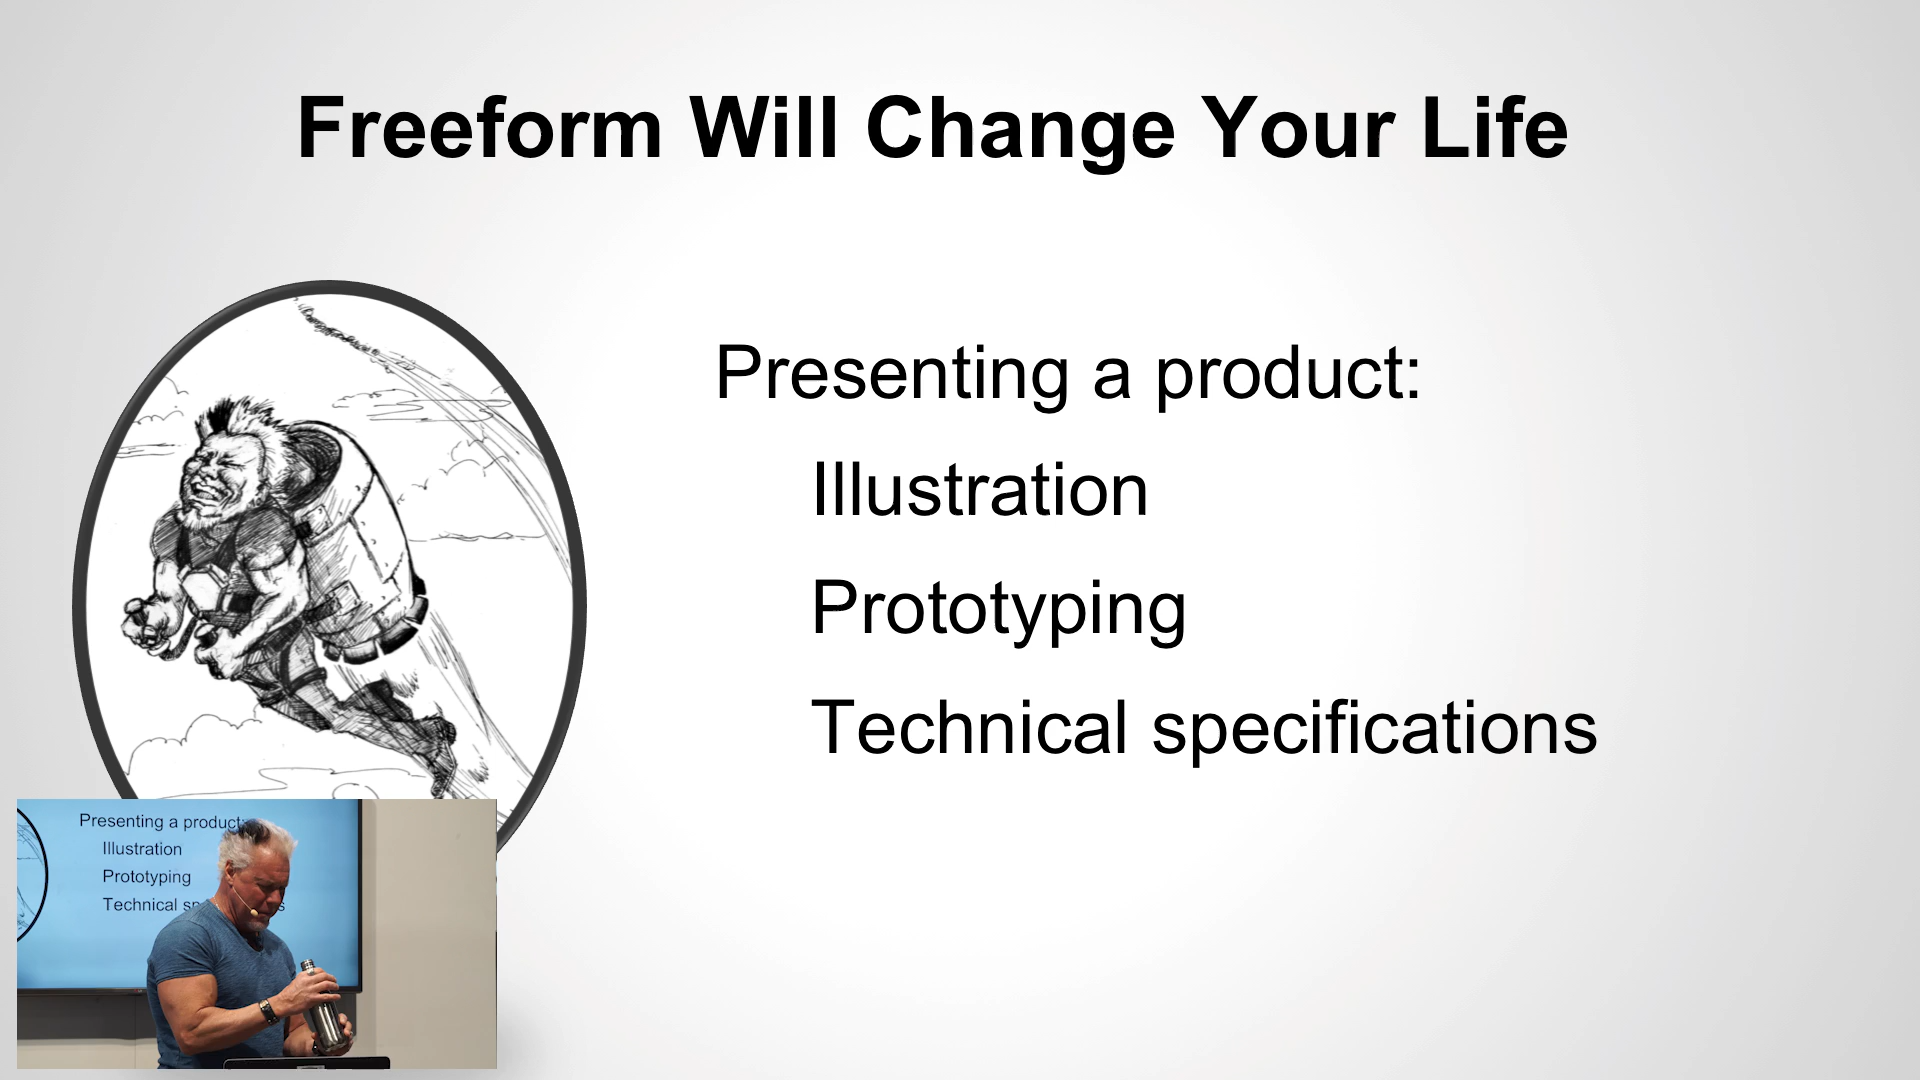 Freeform Will Change Your Life
Presenting a product:
Illustration
Prototyping
Technical specifications
Presenting a product:
Illustration
Prototyping
Technical